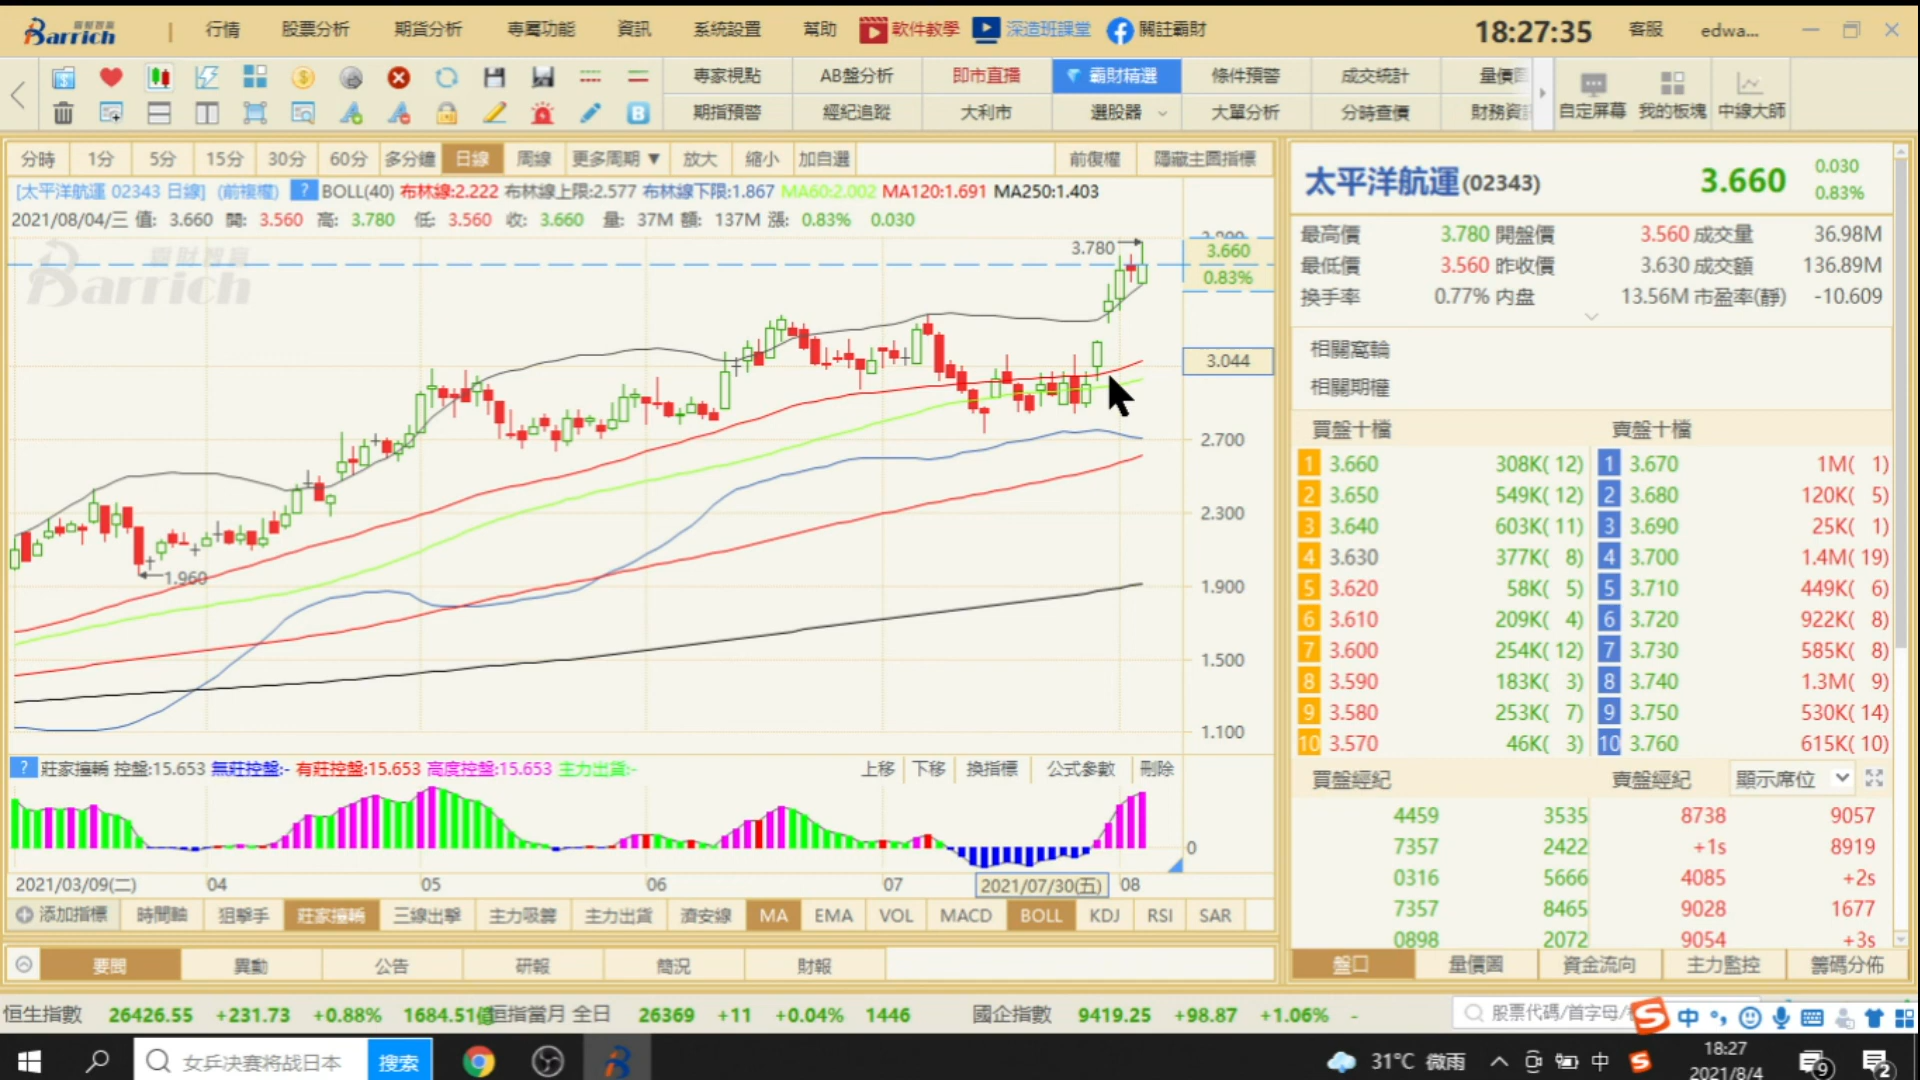 Barrich 行情 股票分析 期貨分析 專屬功能 資訊 系統設置 幫助 軟件教學 深造班課堂 關註霸財 18:27:35 客服 edwa...
專家視點 AB盤分析 即市直播 霸財精選 條件預警 成交統計
期指預警 經紀追蹤 大利市 選股器 大單分析 分時查價 自定屏幕 我的板塊 中線大師
分時 1分 5分 15分 30分 60分 多分鐘 日線 周線 更多周期 ▼ 放大 縮小 加自選 前復權 隱藏主圖指標
[太平洋航運 02343 日線] (前複權) ? BOLL(40) 布林線:2.222 布林線上限:2.577 布林線下限:1.867 MA60:2.002 MA120:1.691 MA250:1.403
2021/08/04/三 值: 3.660 開: 3.560 高: 3.780 低: 3.560 收: 3.660 量: 37M 額: 137M 漲: 0.83% 0.030
Barrich
3.780
3.660
0.83%
3.044
2.700
2.300
1.960
1.900
1.500
1.100
? 莊家接轎 控盤:15.653 無莊控盤:- 有莊控盤:15.653 高度控盤:15.653 主力出貨:- 上移 下移 換指標 公式參數 刪除
0
2021/03/09(二) 04 05 06 07 2021/07/30(五) 08
添加指標 時間軸 狙擊手 莊家接轎 三線出擊 主力吸籌 主力出貨 濟安線 MA EMA VOL MACD BOLL KDJ RSI SAR
要聞 異動 公告 研報 簡況 財報
太平洋航運(02343) 3.660 0.030
0.83%
最高價 3.780 開盤價 3.560 成交量 36.98M
最低價 3.560 昨收價 3.630 成交額 136.89M
換手率 0.77% 內盘 13.56M 市盈率(靜) -10.609
相關窩輪
相關期權
買盤十檔 賣盤十檔
1 3.660 308K( 12) 1 3.670 1M( 1)
2 3.650 549K( 12) 2 3.680 120K( 5)
3 3.640 603K( 11) 3 3.690 25K( 1)
4 3.630 377K( 8) 4 3.700 1.4M( 19)
5 3.620 58K( 5) 5 3.710 449K( 6)
6 3.610 209K( 4) 6 3.720 922K( 8)
7 3.600 254K( 12) 7 3.730 585K( 8)
8 3.590 183K( 3) 8 3.740 1.3M( 9)
9 3.580 253K( 7) 9 3.750 530K( 14)
10 3.570 46K( 3) 10 3.760 615K( 10)
買盤經紀 賣盤經紀 顯示席位
4459 3535 8738 9057
7357 2422 +1s 8919
0316 5666 4085 +2s
7357 8465 9028 1677
0898 2072 9054 +3s
盤口 量價圖 資金流向 主力監控 籌碼分佈
恒生指數 26426.55 +231.73 +0.88% 1684.51億 恒指當月 全日 26369 +11 +0.04% 1446 國企指數 9419.25 +98.87 +1.06% - 股票代碼/首字母/ 中
女乒决赛将战日本 搜索 31°C 微雨 中 18:27
2021/8/4 9 2